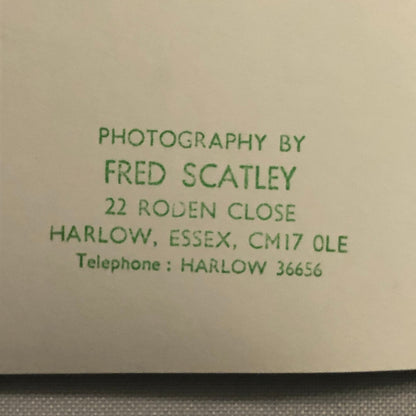 PHOTOGRAPHY BY
FRED SCATLEY
22 RODEN CLOSE
HARLOW, ESSEX, CM17 0LE
Telephone : HARLOW 36656